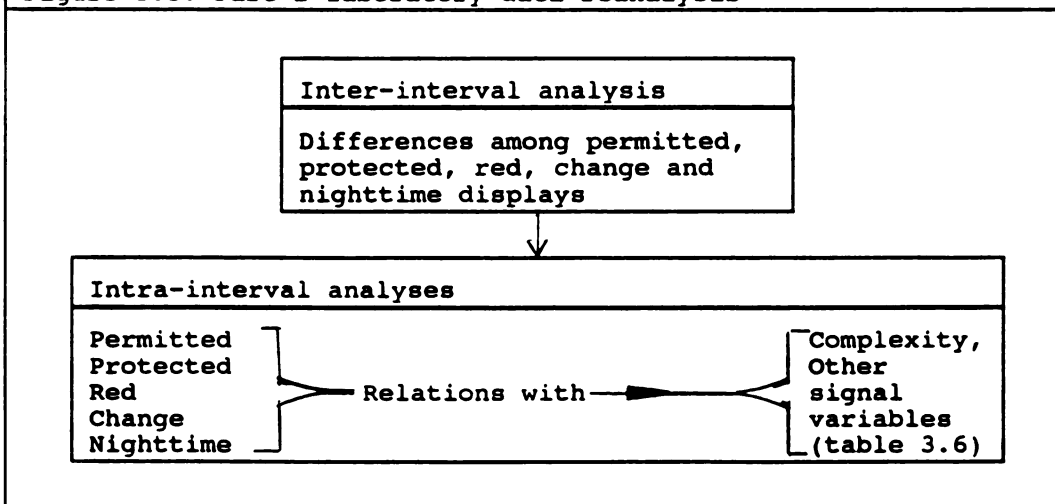 Inter-interval analysis
Differences among permitted,
protected, red, change and
nighttime displays
Intra-interval analyses
Permitted
Protected
Red
Change
Nighttime
Relations with
Complexity,
Other
signal
variables
(table 3.6)